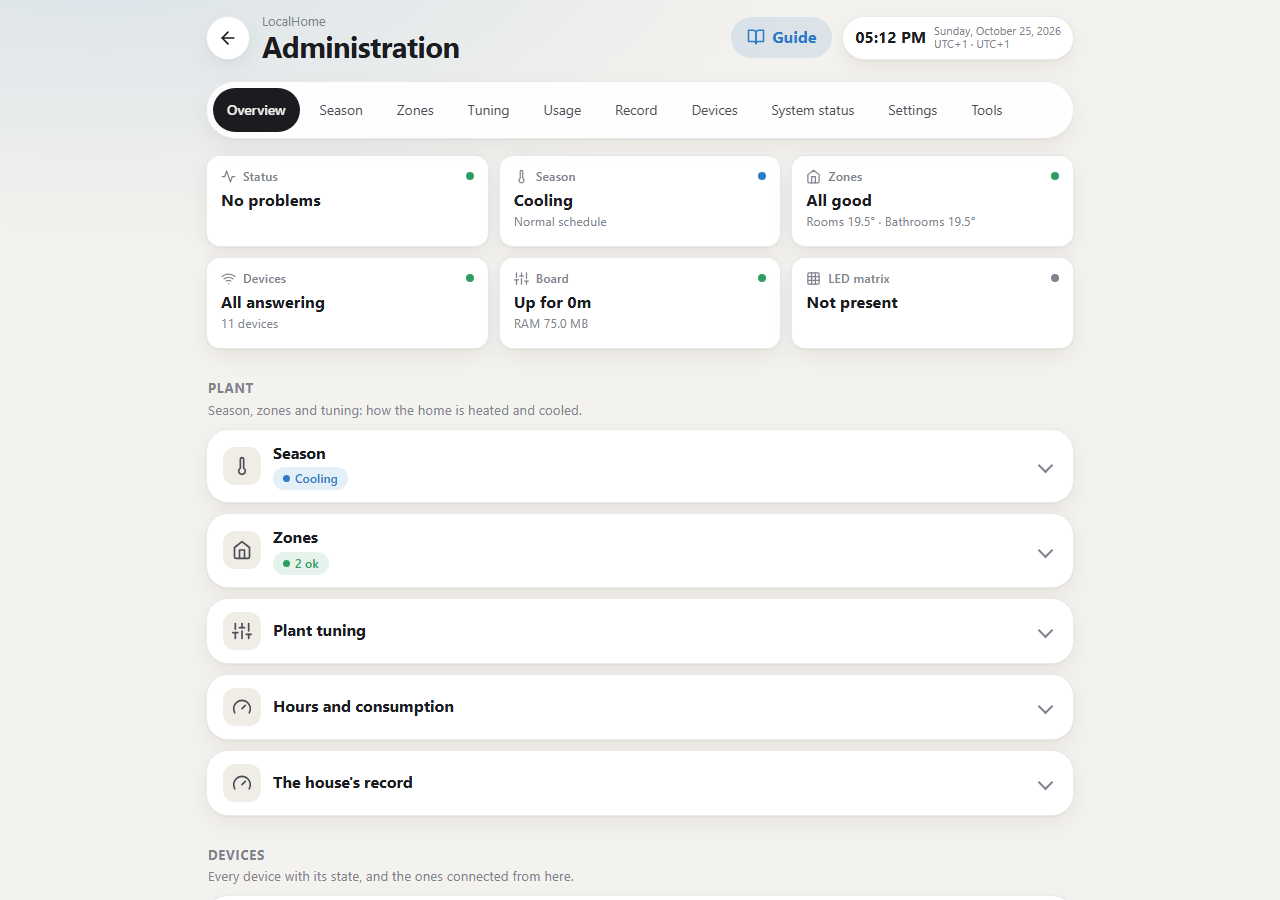 LocalHome
Administration
Guide
05:12 PM
Sunday, October 25, 2026
UTC+1 · UTC+1
Overview
Season
Zones
Tuning
Usage
Record
Devices
System status
Settings
Tools
Status
No problems
Season
Cooling
Normal schedule
Zones
All good
Rooms 19.5° · Bathrooms 19.5°
Devices
All answering
11 devices
Board
Up for 0m
RAM 75.0 MB
LED matrix
Not present
PLANT
Season, zones and tuning: how the home is heated and cooled.
Season
Cooling
Zones
2 ok
Plant tuning
Hours and consumption
The house's record
DEVICES
Every device with its state, and the ones connected from here.